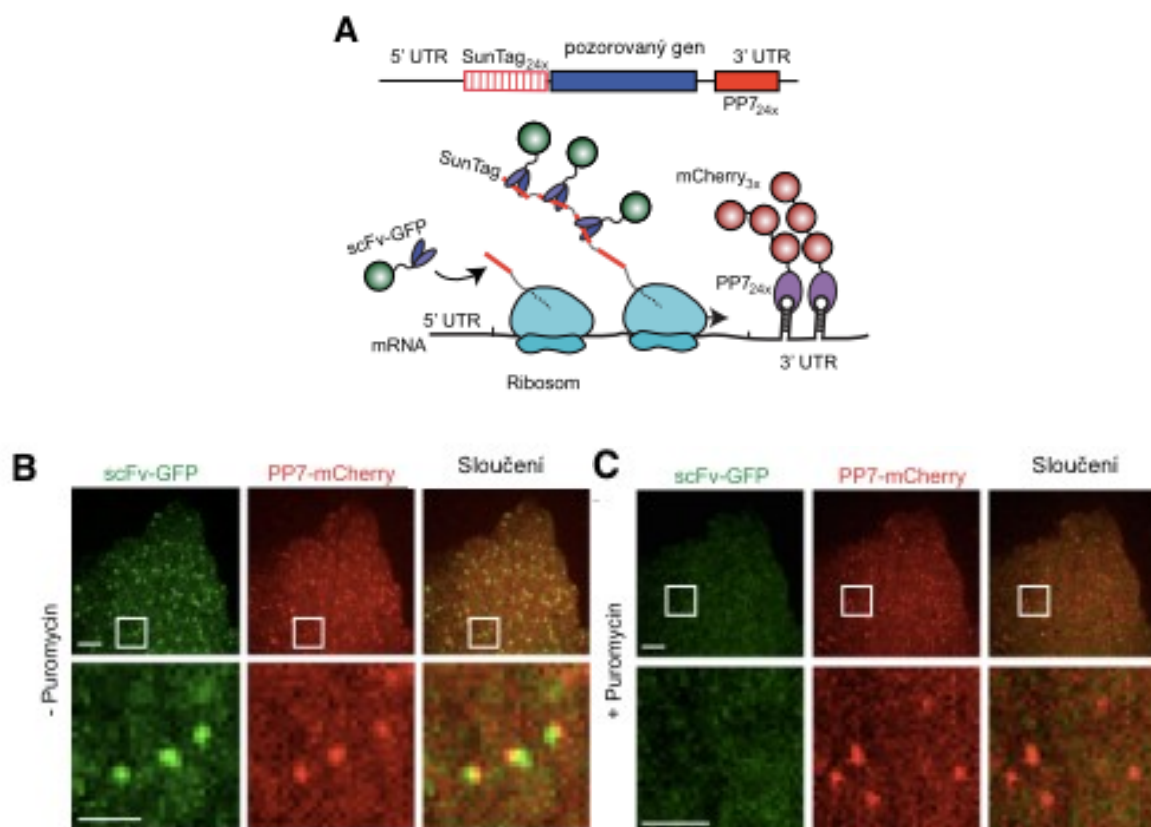 A
5' UTR SunTag24x pozorovaný gen 3' UTR
PP724x
SunTag
mCherry3x
scFv-GFP
PP724x
5' UTR
mRNA
3' UTR
Ribosom
B
scFv-GFP PP7-mCherry Sloučení
- Puromycin
C
scFv-GFP PP7-mCherry Sloučení
+ Puromycin